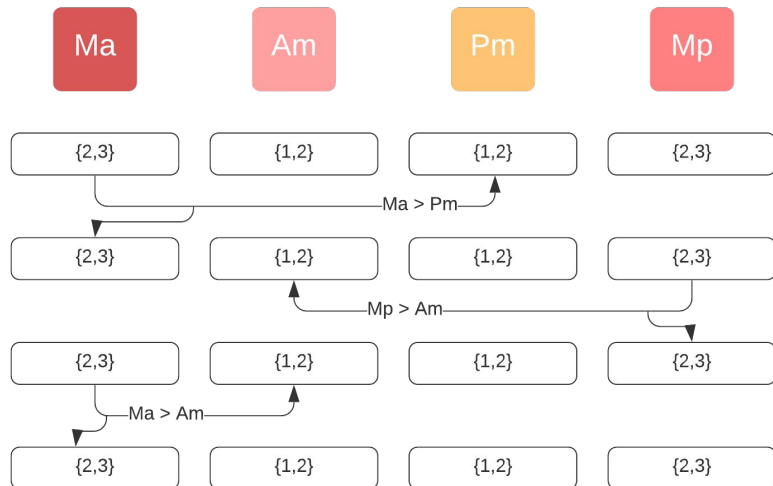 Ma Am Pm Mp
{2,3} {1,2} {1,2} {2,3}
Ma > Pm
{2,3} {1,2} {1,2} {2,3}
Mp > Am
{2,3} {1,2} {1,2} {2,3}
Ma > Am
{2,3} {1,2} {1,2} {2,3}